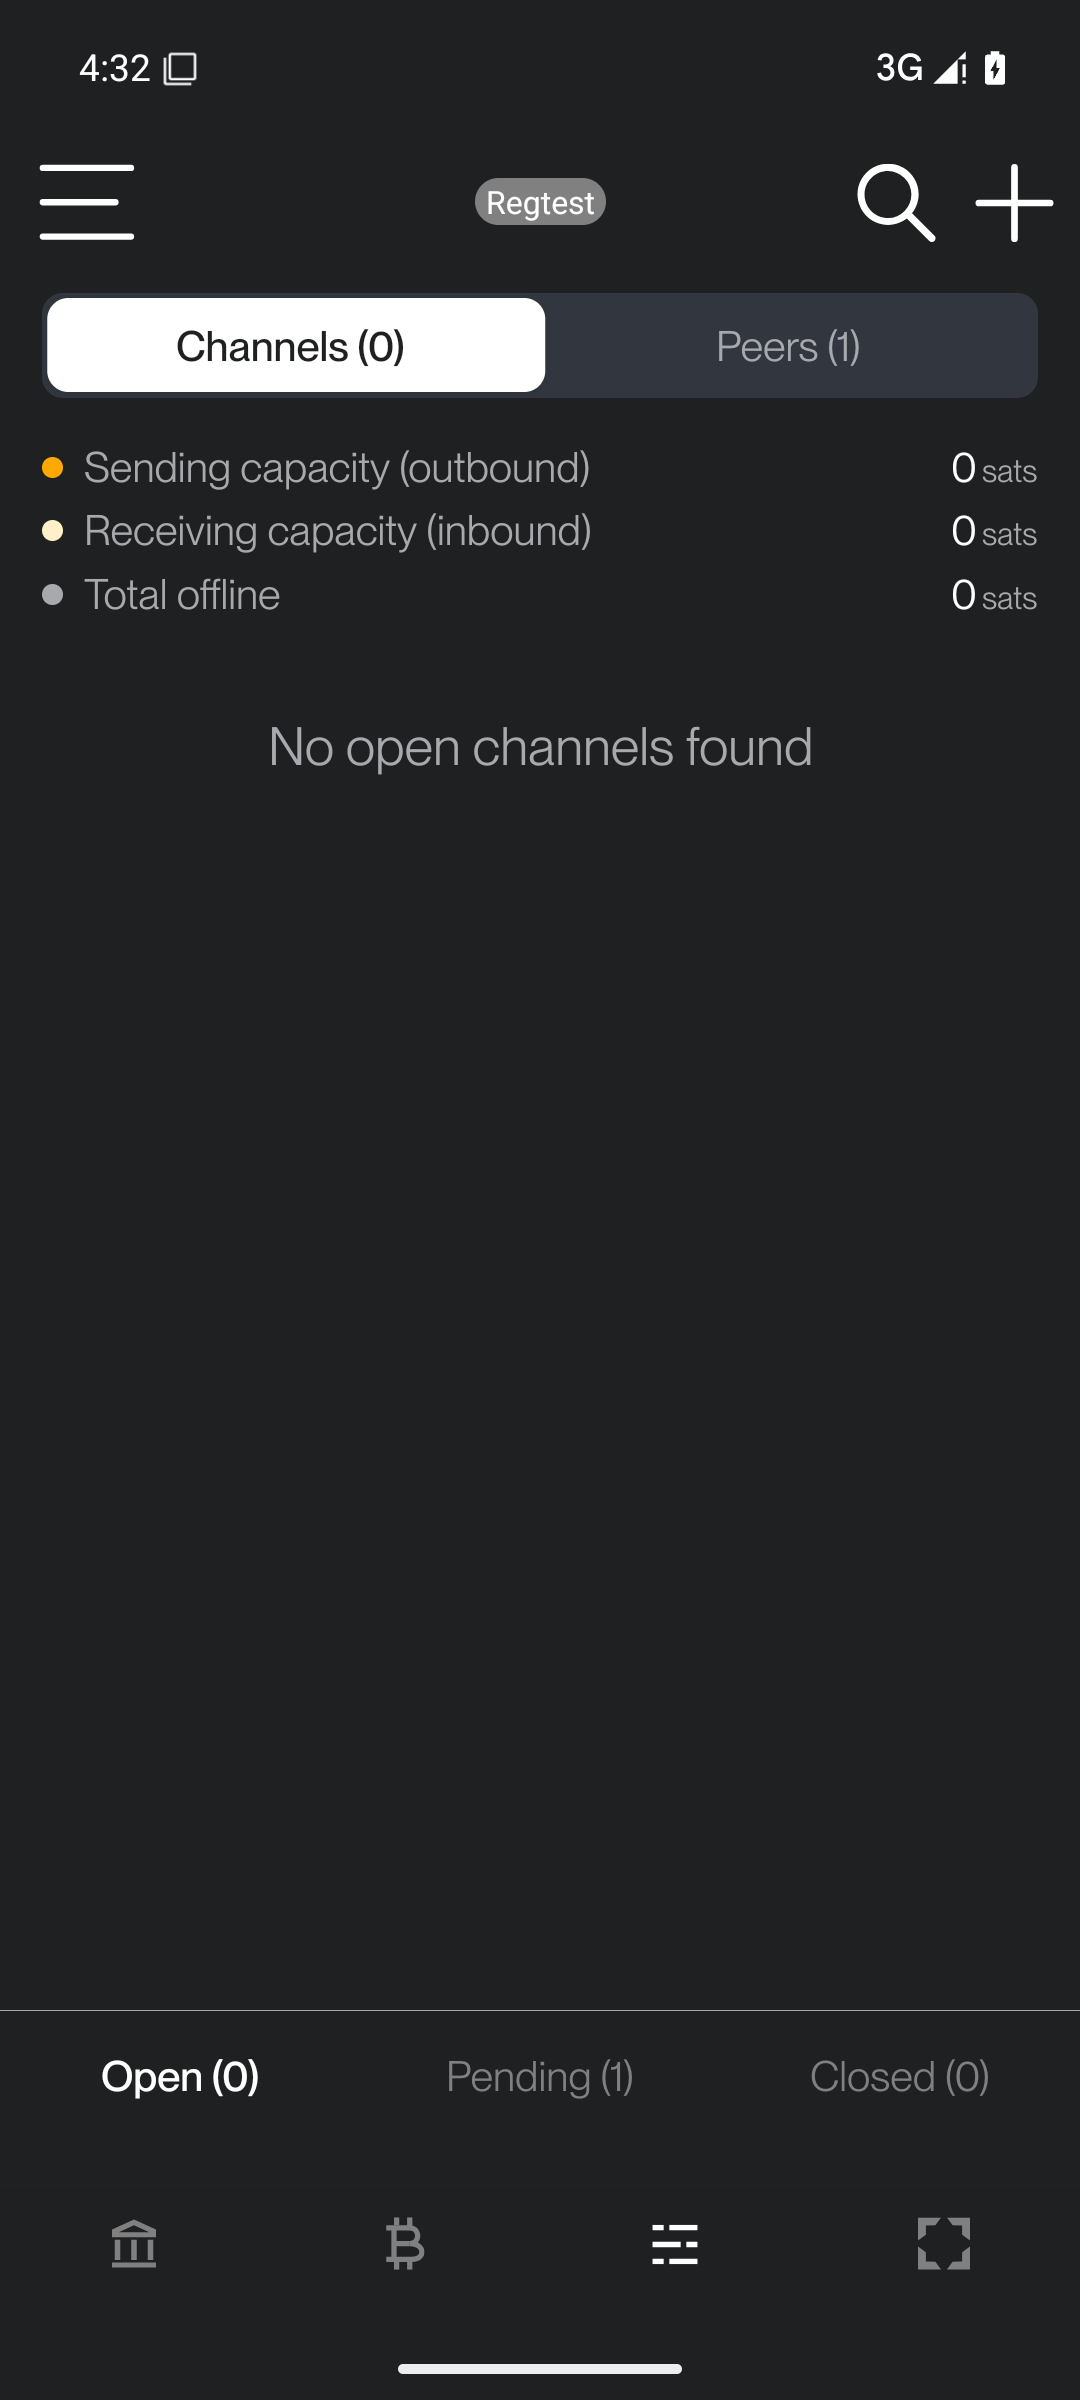 4:32
3G
Regtest
Channels (0)
Peers (1)
Sending capacity (outbound)
0 sats
Receiving capacity (inbound)
0 sats
Total offline
0 sats
No open channels found
Open (0)
Pending (1)
Closed (0)